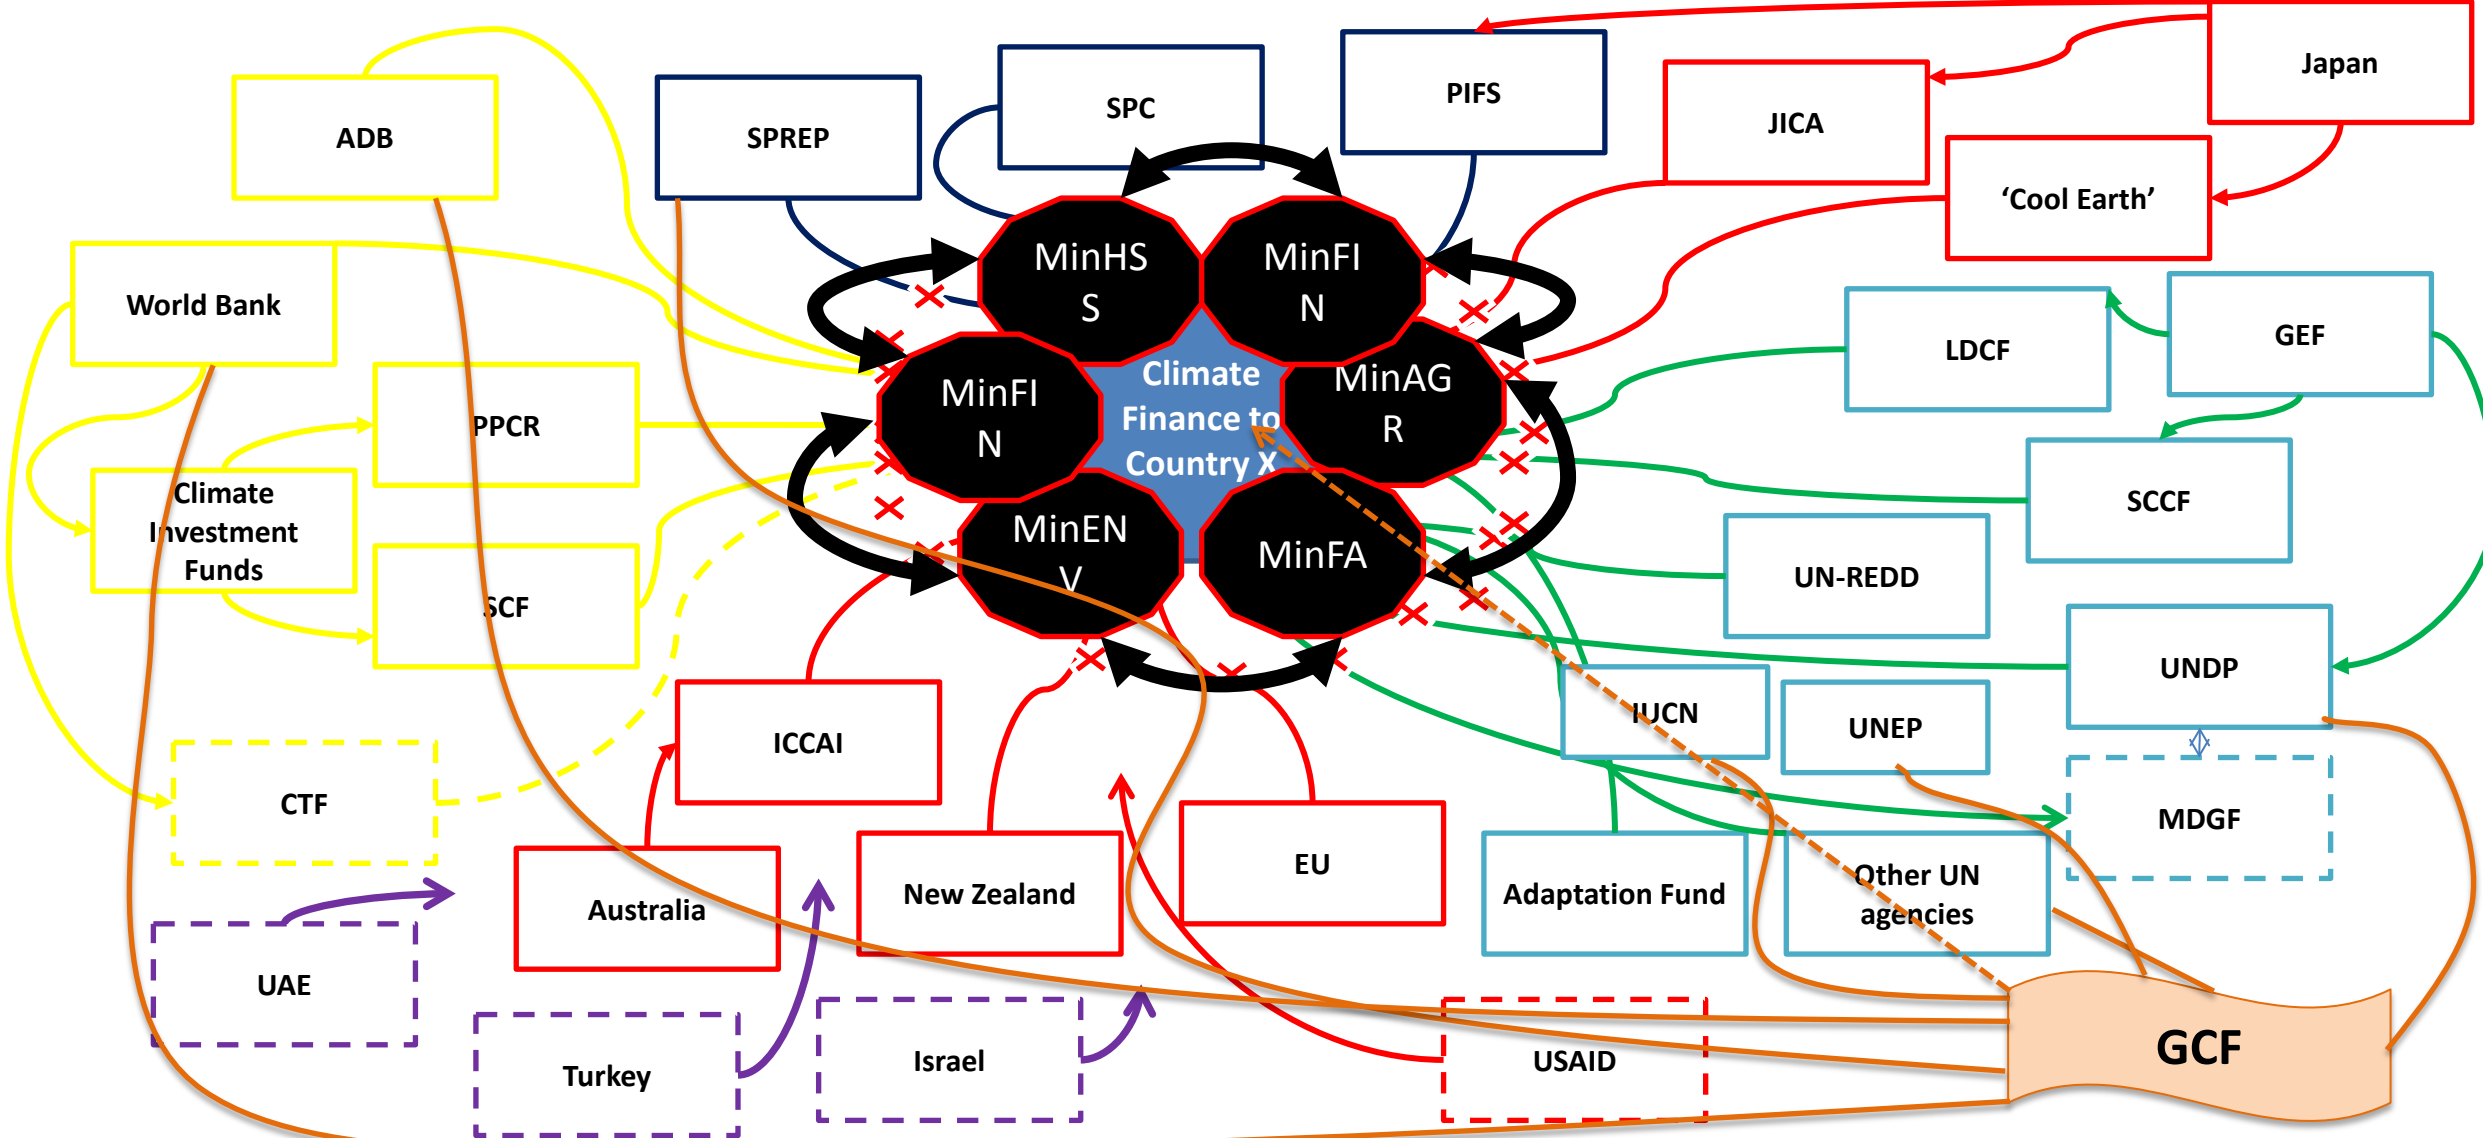 Japan
PIFS
SPC
JICA
ADB
SPREP
'Cool Earth'
MinHS
S
MinFI
N
World Bank
LDCF
GEF
Climate
Finance to
Country X
MinFI
N
MinAG
R
PPCR
Climate
Investment
Funds
SCCF
MinEN
V
MinFA
UN-REDD
SCF
UNDP
IUCN
UNEP
ICCAI
CTF
MDGF
EU
Australia
New Zealand
Adaptation Fund
Other UN
agencies
UAE
Turkey
Israel
USAID
GCF